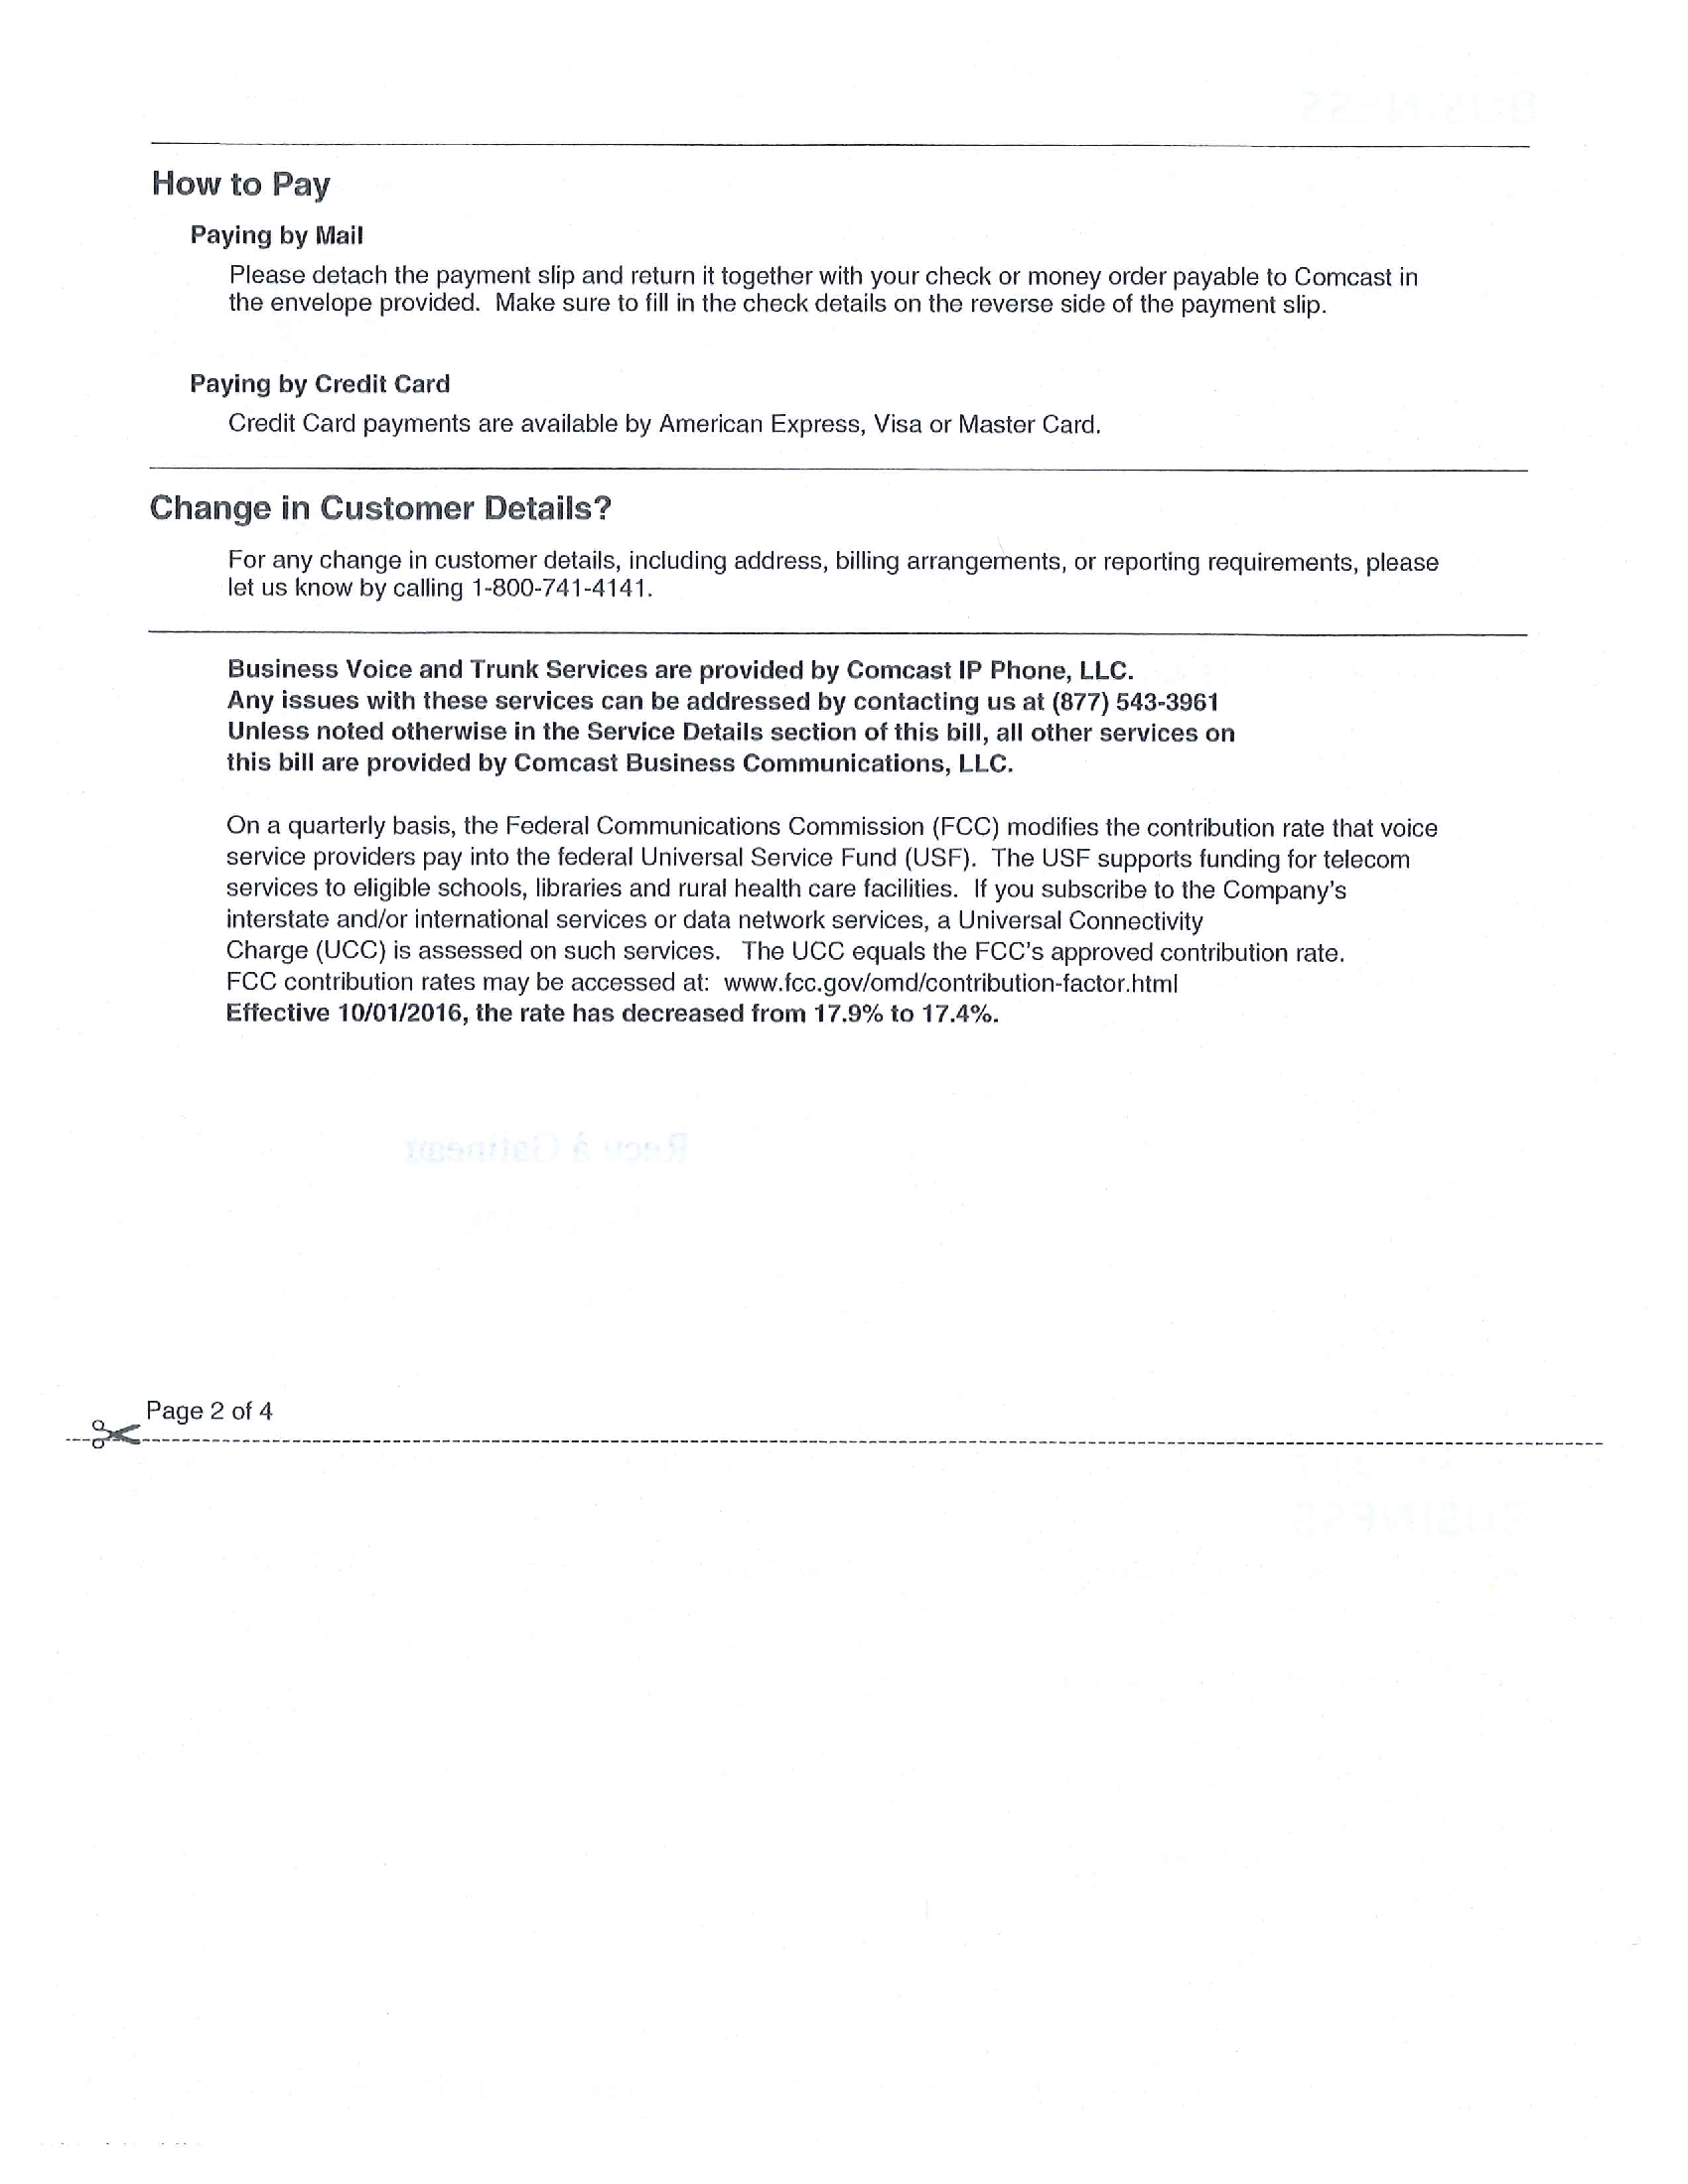 How to Pay
Paying by Mail
Please detach the payment slip and return it together with your check or money order payable to Comcast in
the envelope provided.  Make sure to fill in the check details on the reverse side of the payment slip.
Paying by Credit Card
Credit Card payments are available by American Express, Visa or Master Card.
Change in Customer Details?
For any change in customer details, including address, billing arrangements, or reporting requirements, please
let us know by calling 1-800-741-4141.
Business Voice and Trunk Services are provided by Comcast IP Phone, LLC.
Any issues with these services can be addressed by contacting us at (877) 543-3961
Unless noted otherwise in the Service Details section of this bill, all other services on
this bill are provided by Comcast Business Communications, LLC.
On a quarterly basis, the Federal Communications Commission (FCC) modifies the contribution rate that voice
service providers pay into the federal Universal Service Fund (USF).  The USF supports funding for telecom
services to eligible schools, libraries and rural health care facilities.  If you subscribe to the Company's
interstate and/or international services or data network services, a Universal Connectivity
Charge (UCC) is assessed on such services.   The UCC equals the FCC's approved contribution rate.
FCC contribution rates may be accessed at:  www.fcc.gov/omd/contribution-factor.html
Effective 10/01/2016, the rate has decreased from 17.9% to 17.4%.
Reçu à Gatineau
Page 2 of 4
BUSINESS